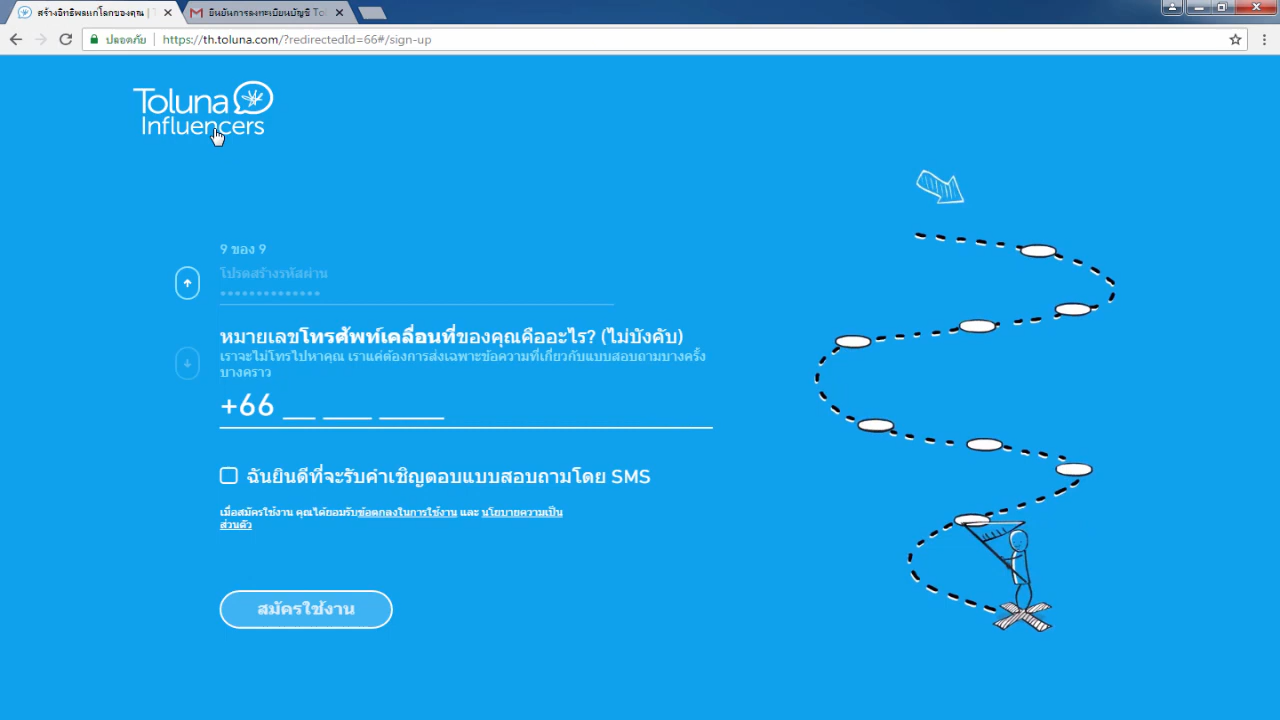 สร้างอิทธิพลแก่โลกของคุณ | T
ยืนยันการลงทะเบียนบัญชี To
ปลอดภัย
https://th.toluna.com/?redirectedId=66#/sign-up
Toluna
Influencers
9 ของ 9
โปรดสร้างรหัสผ่าน
หมายเลขโทรศัพท์เคลื่อนที่ของคุณคืออะไร? (ไม่บังคับ)
เราจะไม่โทรไปหาคุณ เราแค่ต้องการส่งเฉพาะข้อความที่เกี่ยวกับแบบสอบถามบางครั้ง
บางคราว
+66 __ ___ ____
ฉันยินดีที่จะรับคำเชิญตอบแบบสอบถามโดย SMS
เมื่อสมัครใช้งาน คุณได้ยอมรับข้อตกลงในการใช้งาน และ นโยบายความเป็น
ส่วนตัว
สมัครใช้งาน